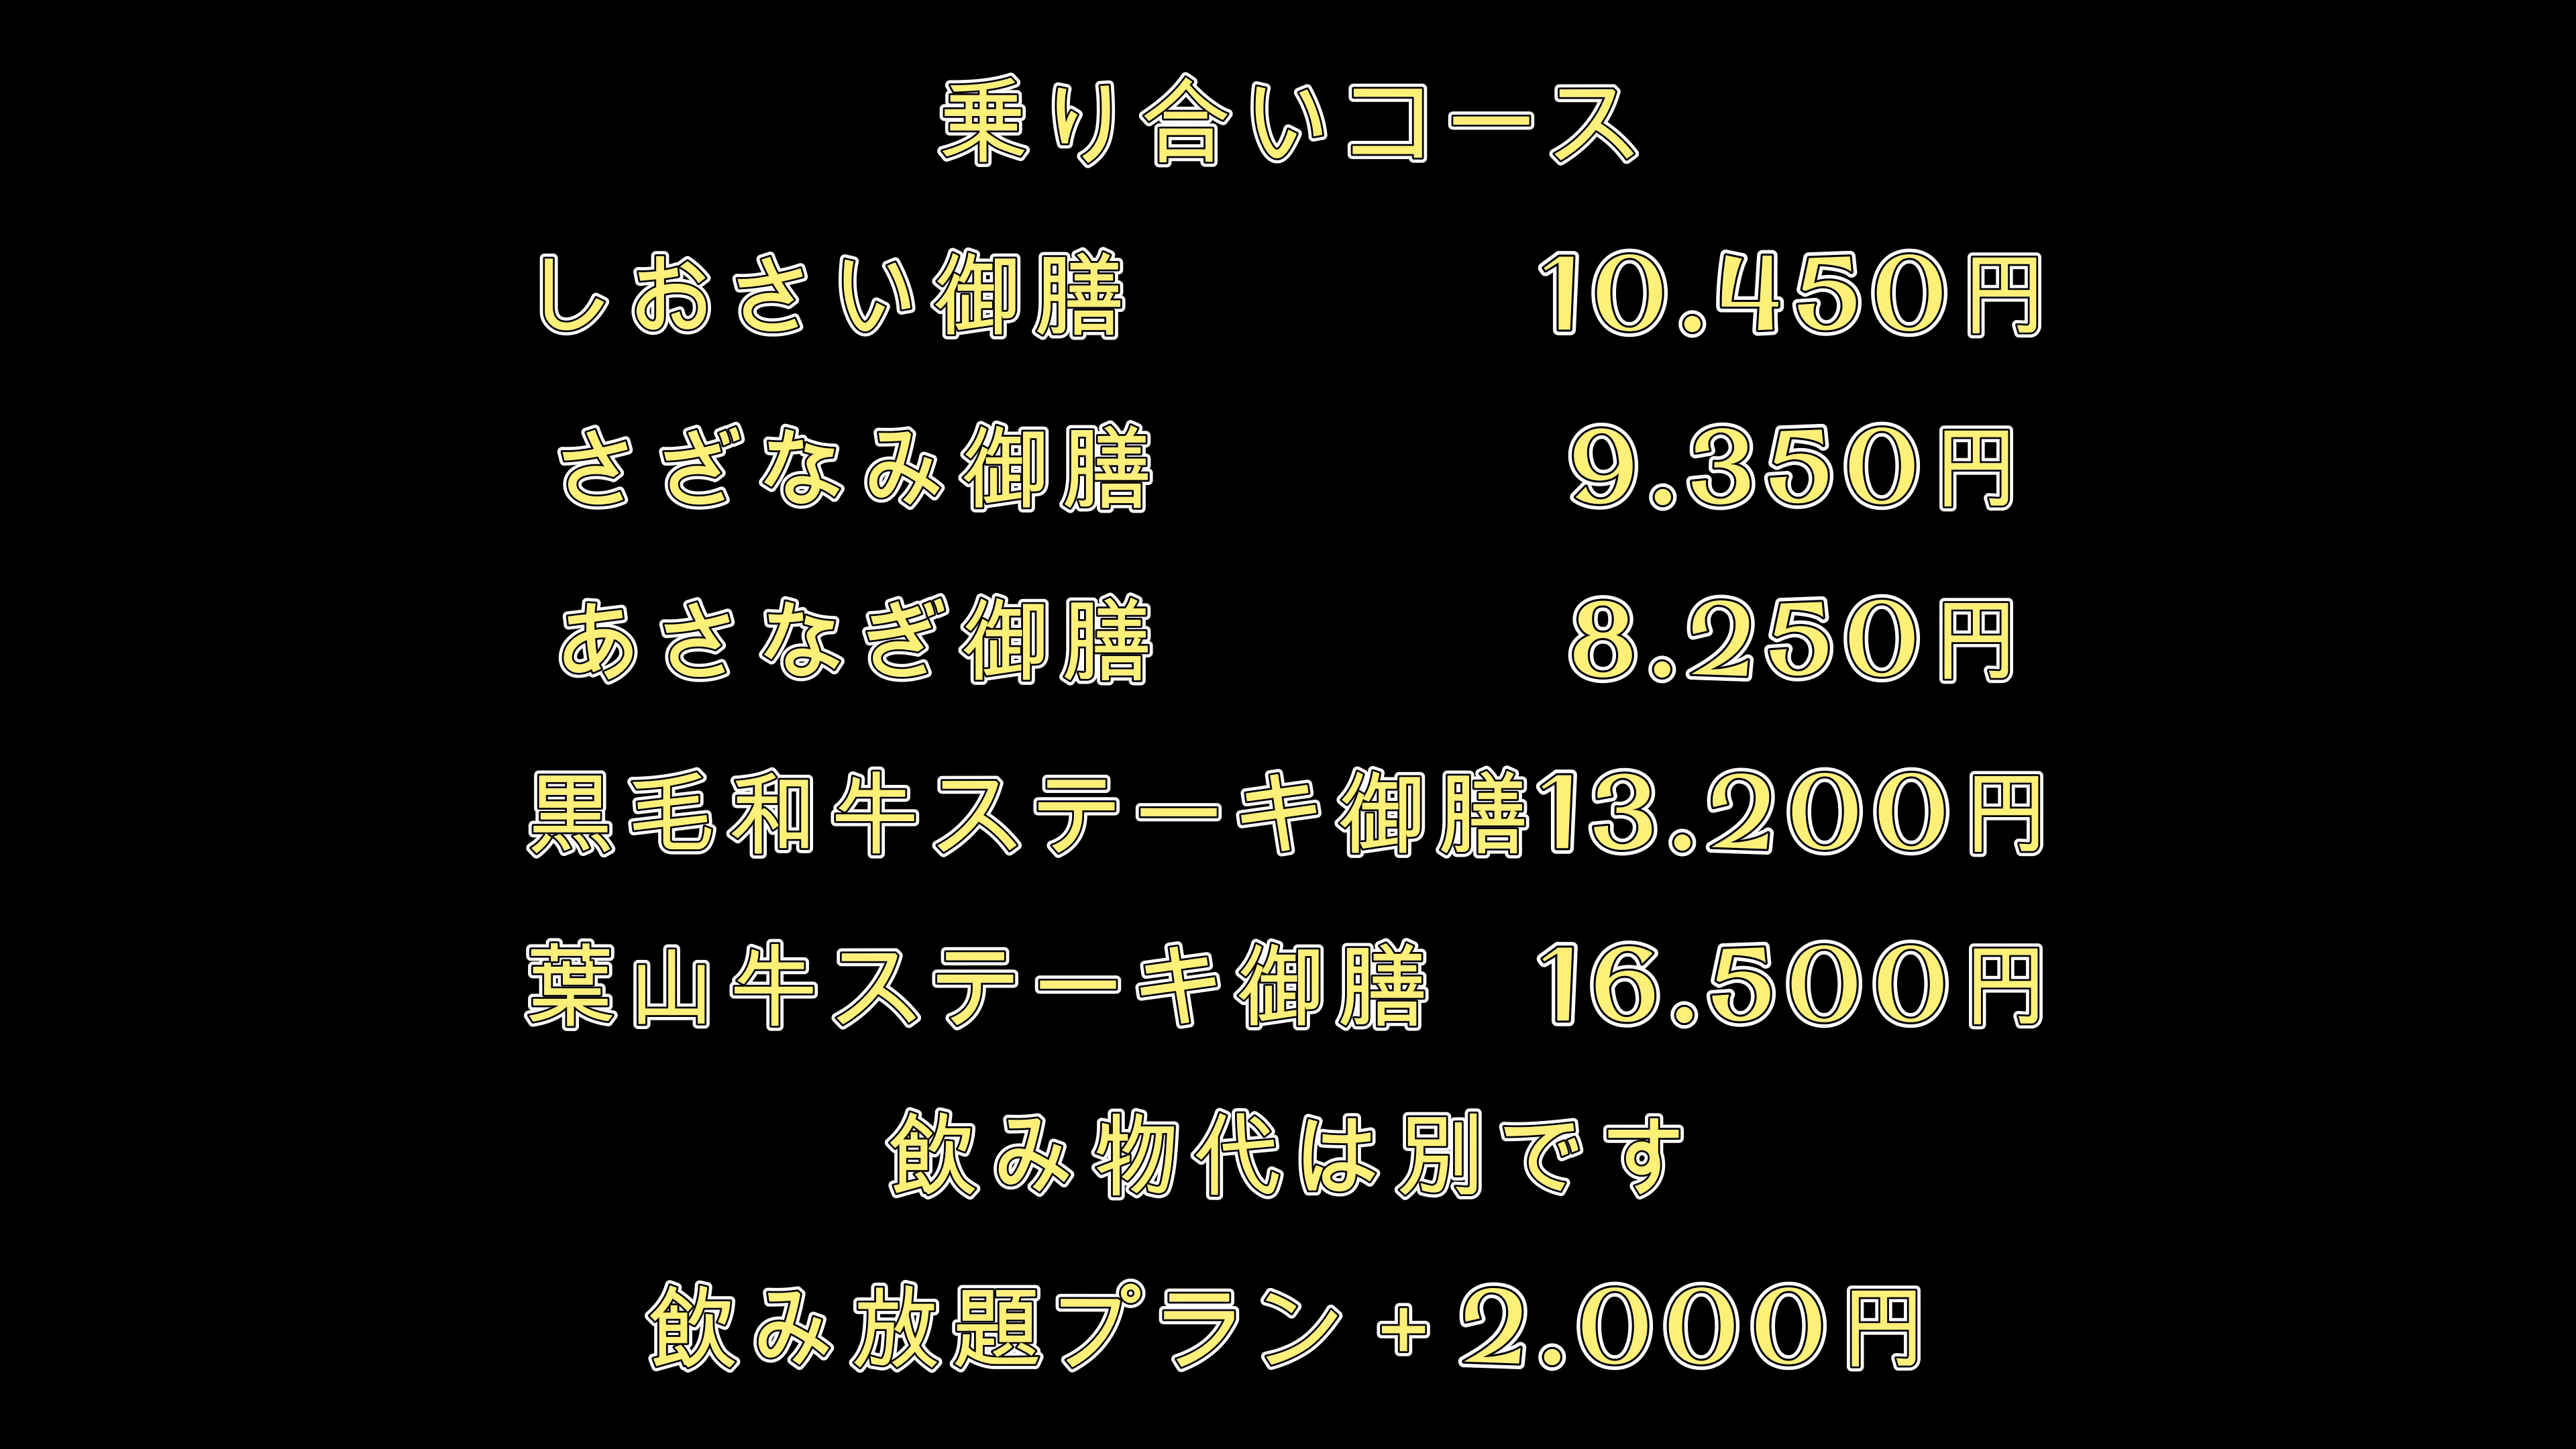 乗り合いコース
しおさい御膳　10.450円
さざなみ御膳　9.350円
あさなぎ御膳　8.250円
黒毛和牛ステーキ御膳13.200円
葉山牛ステーキ御膳　16.500円
飲み物代は別です
飲み放題プラン+2.000円